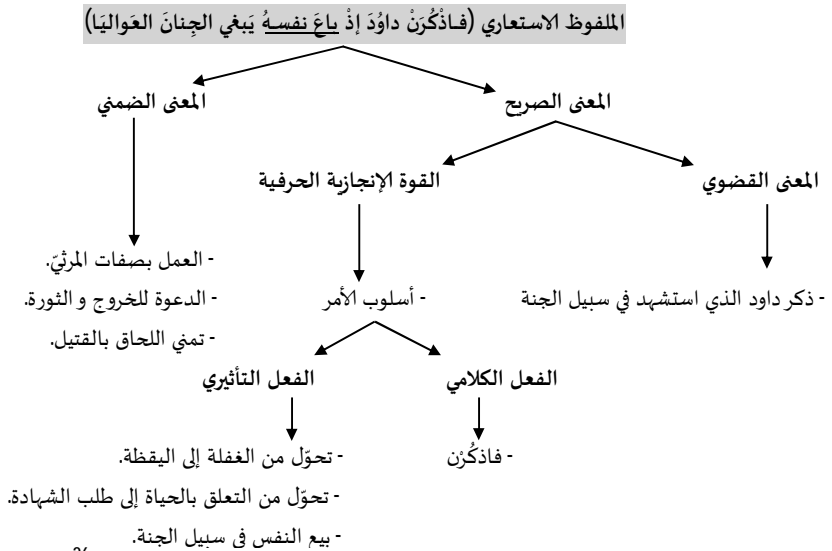 الملفوظ الاستعاري (فـاذْكُرَنْ داوُدَ إذْ باعَ نفسـهُ يَبغي الجِنانَ العَواليَا)
المعنى الصريح
المعنى الضمني
المعنى القضوي
القوة الإنجازية الحرفية
- ذكر داود الذي استشهد في سبيل الجنة
- أسلوب الأمر
- العمل بصفات المرثيّ.
- الدعوة للخروج و الثورة.
- تمني اللحاق بالقتيل.
الفعل الكلامي
الفعل التأثيري
- فاذكُرْن
- تحوّل من الغفلة إلى اليقظة.
- تحوّل من التعلق بالحياة إلى طلب الشهادة.
- بيع النفس في سبيل الجنة.